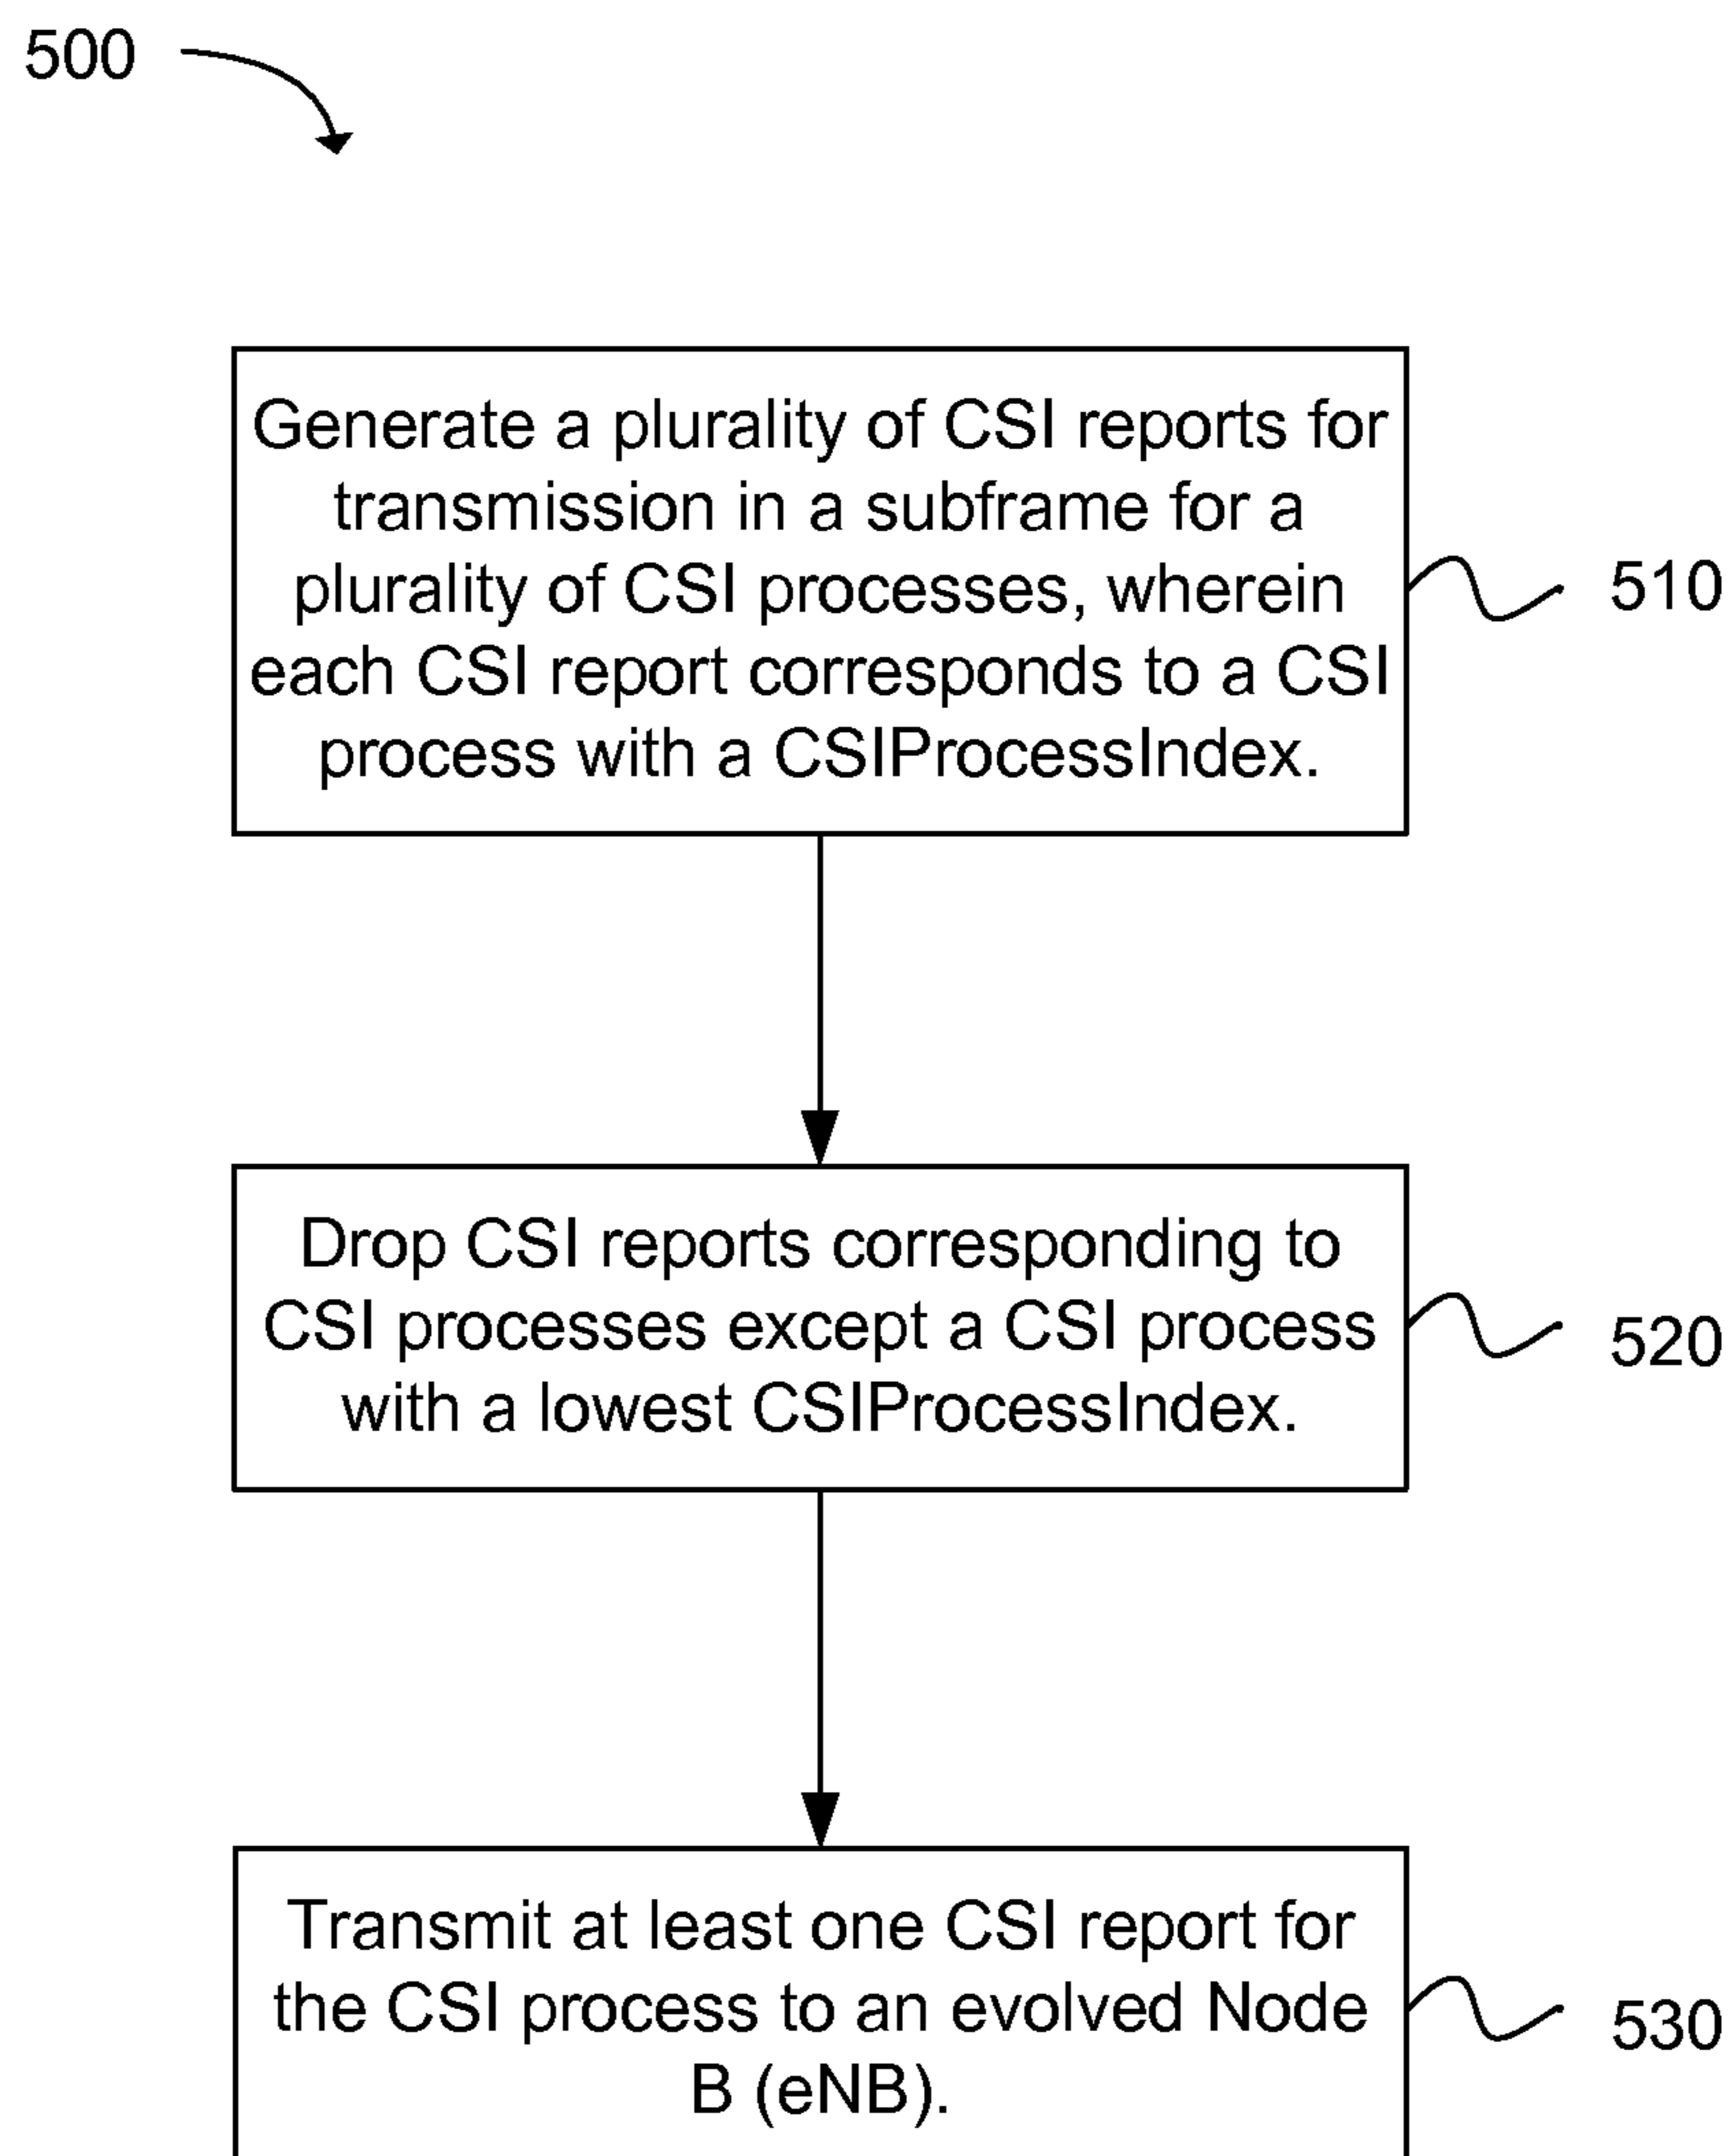 500
Generate a plurality of CSI reports for
transmission in a subframe for a
plurality of CSI processes, wherein
each CSI report corresponds to a CSI
process with a CSIProcessIndex.
510
Drop CSI reports corresponding to
CSI processes except a CSI process
with a lowest CSIProcessIndex.
520
Transmit at least one CSI report for
the CSI process to an evolved Node
B (eNB).
530